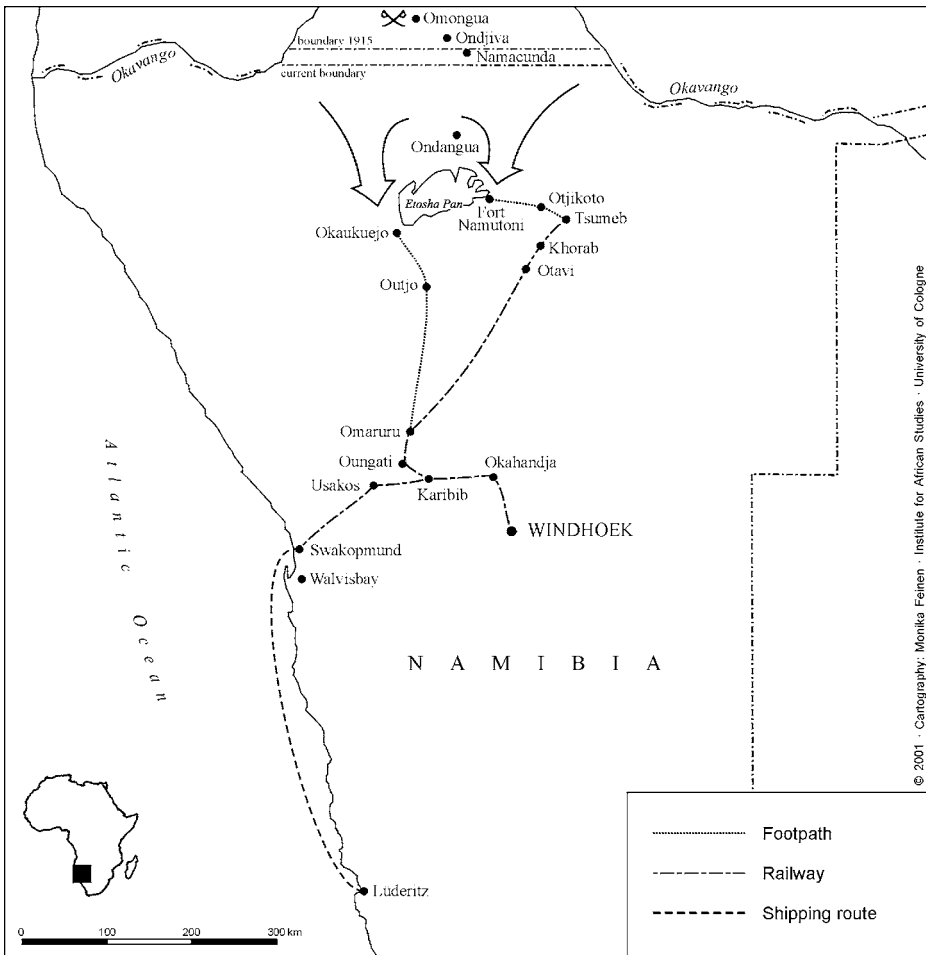 Omongua
Ondjiva
boundary 1915
Namacunda
current boundary
Okavango
Okavango
Ondangua
Etosha Pan
Fort
Namutoni
Otjikoto
Tsumeb
Okaukuejo
Khorab
Otavi
Outjo
Omaruru
Oungati
Okahandja
Usakos
Karibib
WINDHOEK
Swakopmund
Walvisbay
Atlantic Ocean
NAMIBIA
Lüderitz
0 50 100 200 300 km
Footpath
Railway
Shipping route
© 2001 · Cartography: Monika Feinen · Institute for African Studies · University of Cologne